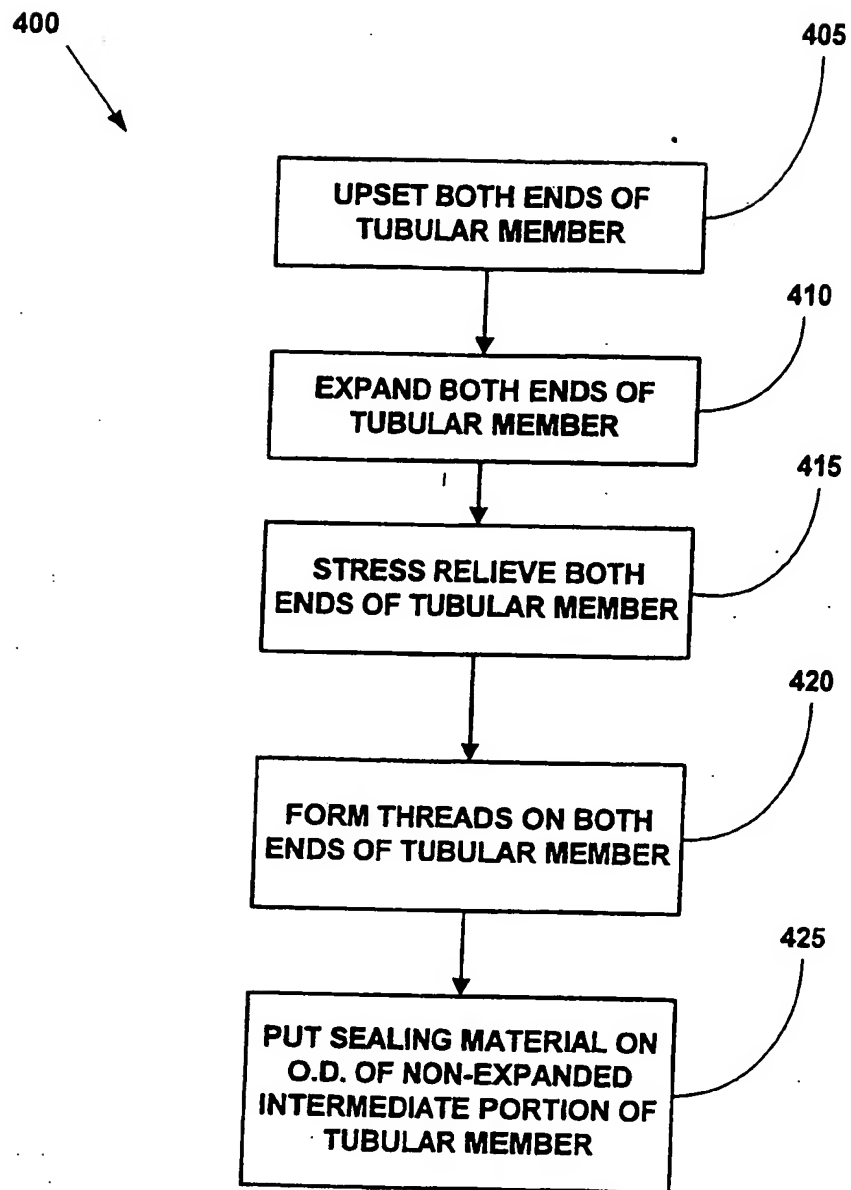 400
405
UPSET BOTH ENDS OF
TUBULAR MEMBER
410
EXPAND BOTH ENDS OF
TUBULAR MEMBER
415
STRESS RELIEVE BOTH
ENDS OF TUBULAR MEMBER
420
FORM THREADS ON BOTH
ENDS OF TUBULAR MEMBER
425
PUT SEALING MATERIAL ON
O.D. OF NON-EXPANDED
INTERMEDIATE PORTION OF
TUBULAR MEMBER